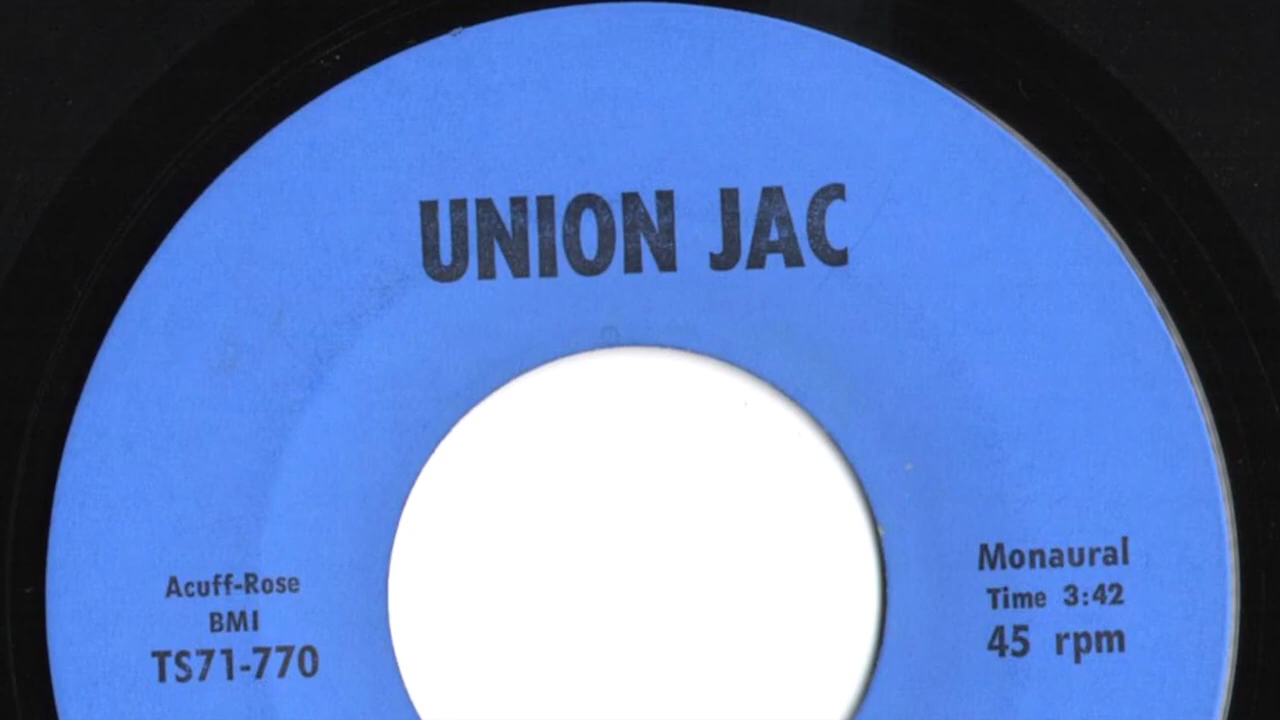 UNION JAC
Acuff-Rose
BMI
TS71-770
Monaural
Time 3:42
45 rpm